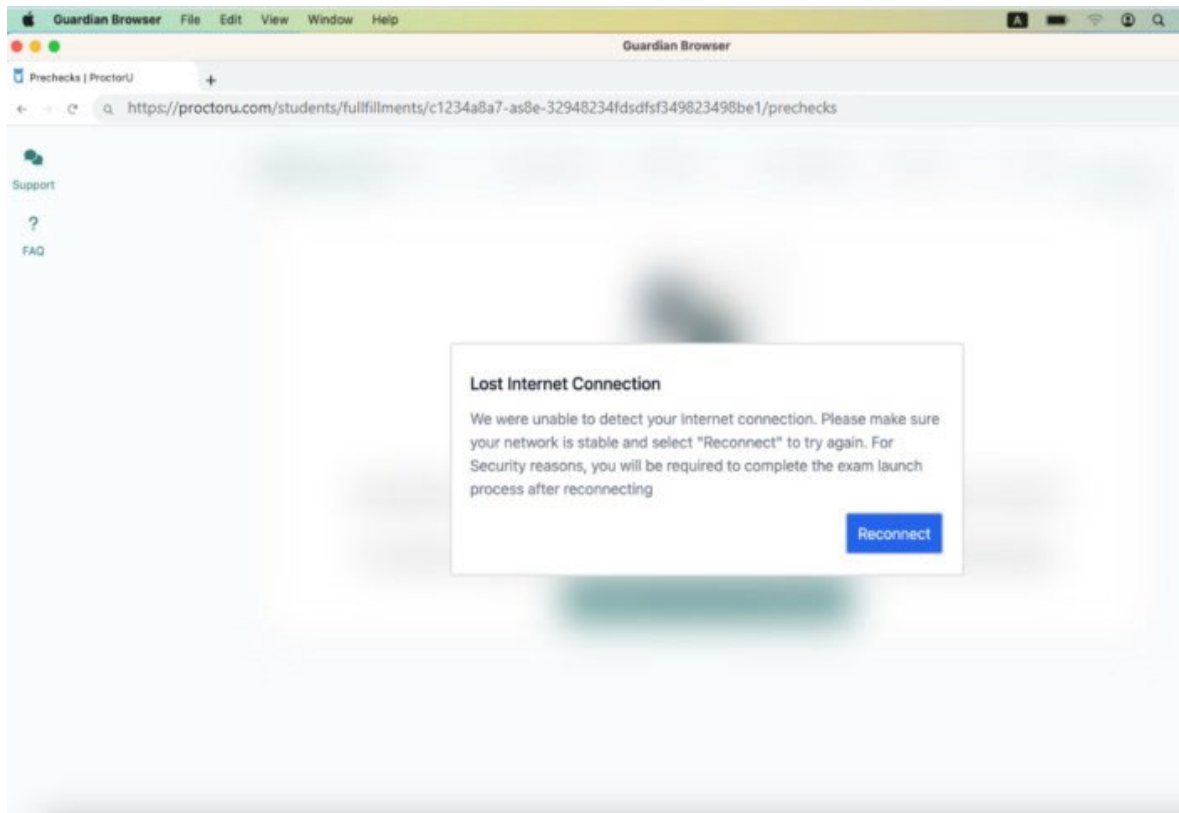 Guardian Browser File Edit View Window Help A
Guardian Browser
Prechecks | ProctorU +
https://proctoru.com/students/fullfillments/c1234a8a7-as8e-32948234fdsdfsf349823498be1/prechecks
Support
?
FAQ
Lost Internet Connection
We were unable to detect your Internet connection. Please make sure
your network is stable and select "Reconnect" to try again. For
Security reasons, you will be required to complete the exam launch
process after reconnecting
Reconnect